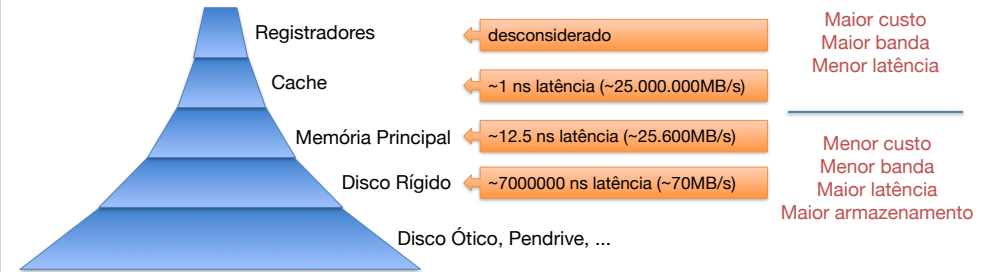 Registradores
desconsiderado
Cache
~1 ns latência (~25.000.000MB/s)
Memória Principal
~12.5 ns latência (~25.600MB/s)
Disco Rígido
~7000000 ns latência (~70MB/s)
Disco Ótico, Pendrive, ...
Maior custo
Maior banda
Menor latência
Menor custo
Menor banda
Maior latência
Maior armazenamento